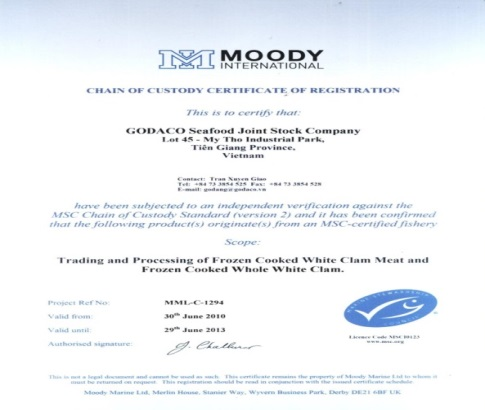 MOODY
INTERNATIONAL
CHAIN OF CUSTODY CERTIFICATE OF REGISTRATION
This is to certify that:
GODACO Seafood Joint Stock Company
Lot 45 - My Tho Industrial Park,
Tiên Giang Province,
Vietnam
Contact: Tran Xuyen Giao
Tel: +84 73 3854 525 Fax: +84 73 3854 528
E-mail: godang@godaco.vn
have been subjected to an independent verification against the
MSC Chain of Custody Standard (version 2) and it has been confirmed
that the following product(s) originate(s) from an MSC-certified fishery
Scope:
Trading and Processing of Frozen Cooked White Clam Meat and
Frozen Cooked Whole White Clam.
Project Ref No: MML-C-1294
Valid from: 30th June 2010
Valid until: 29th June 2013
Authorised signature:
Licence Code MSCI0123
www.msc.org
This is not a legal document and cannot be used as such. This certificate remains the property of Moody Marine Ltd to whom it
must be returned on request. This registration should be read in conjunction with the issued certificate schedule.
Moody Marine Ltd, Merlin House, Stanier Way, Wyvern Business Park, Derby DE21 6BF UK